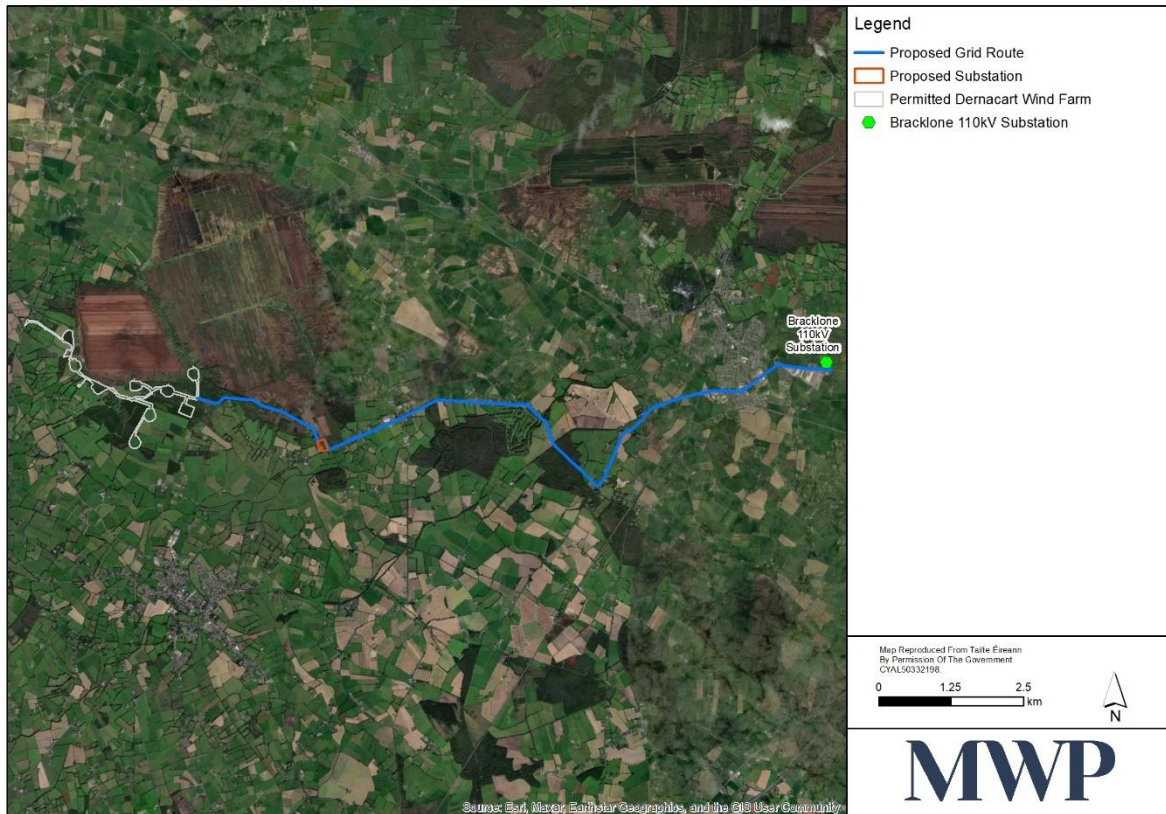 Legend
Proposed Grid Route
Proposed Substation
Permitted Dernacart Wind Farm
Bracklone 110kV Substation
Bracklone
110kV
Substation
Map Reproduced From Tailte Éireann
By Permission Of The Government.
CYAL50332198.
0 1.25 2.5
km
N
MWP
Source: Esri, Maxar, Earthstar Geographics, and the GIS User Community